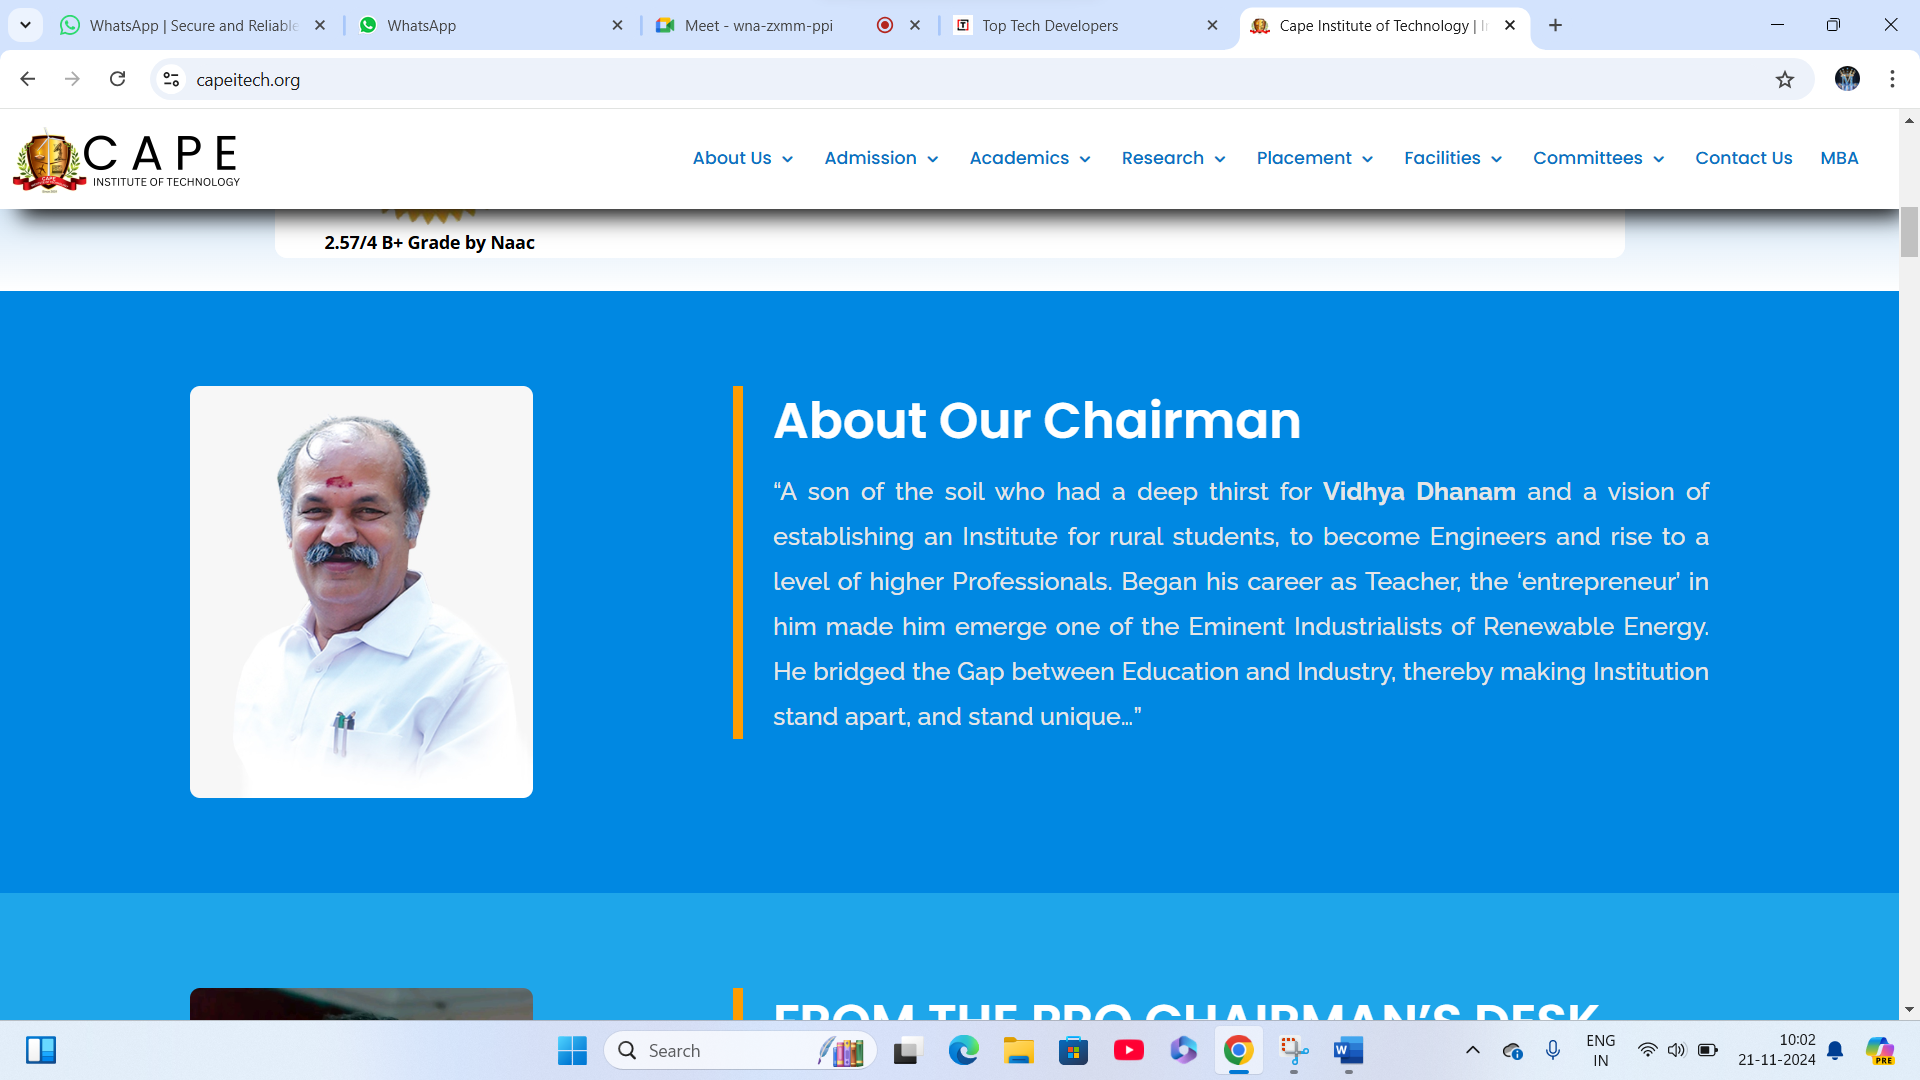 WhatsApp | Secure and Reliable
WhatsApp
Meet - wna-zxmm-ppi
Top Tech Developers
Cape Institute of Technology |
capeitech.org
CAPE
INSTITUTE OF TECHNOLOGY
About Us
Admission
Academics
Research
Placement
Facilities
Committees
Contact Us
MBA
2.57/4 B+ Grade by Naac
About Our Chairman
“A son of the soil who had a deep thirst for Vidhya Dhanam and a vision of
establishing an Institute for rural students, to become Engineers and rise to a
level of higher Professionals. Began his career as Teacher, the ‘entrepreneur’ in
him made him emerge one of the Eminent Industrialists of Renewable Energy.
He bridged the Gap between Education and Industry, thereby making Institution
stand apart, and stand unique…”
FROM THE PRO CHAIRMAN’S DESK
Search
ENG
IN
10:02
21-11-2024
PRE